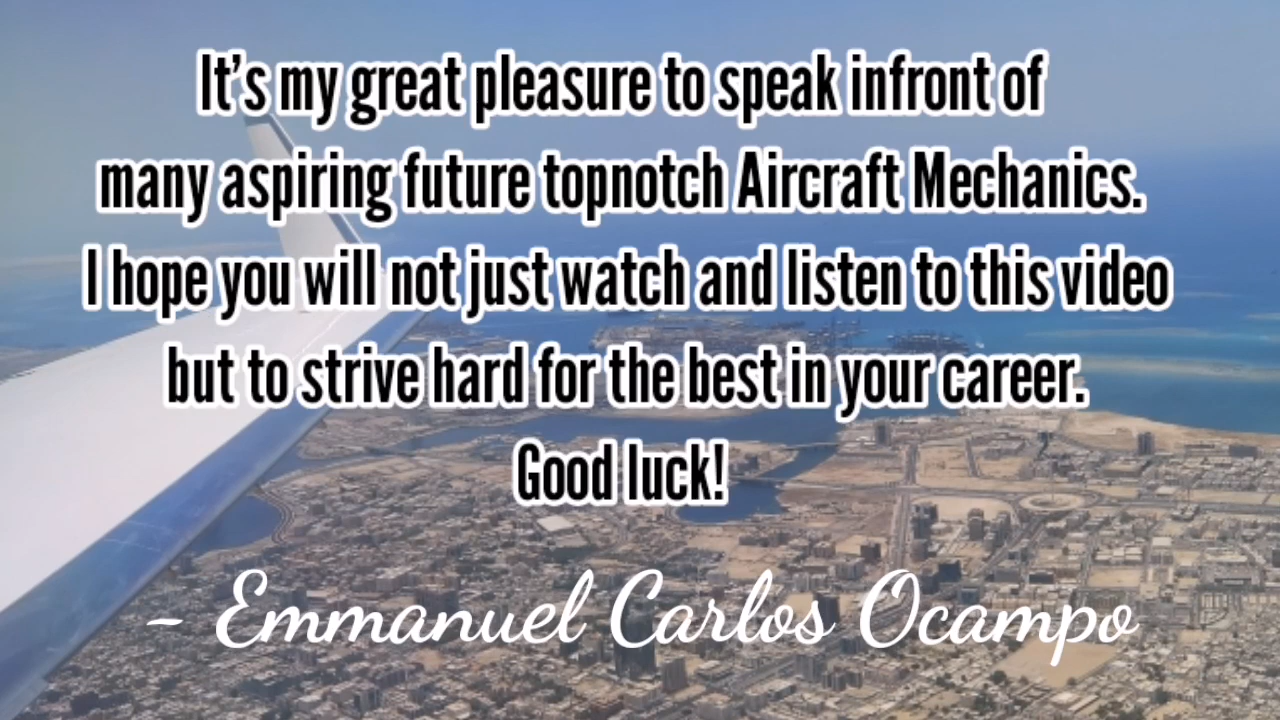 It's my great pleasure to speak infront of
many aspiring future topnotch Aircraft Mechanics.
I hope you will not just watch and listen to this video
but to strive hard for the best in your career.
Good luck!
- Emmanuel Carlos Ocampo